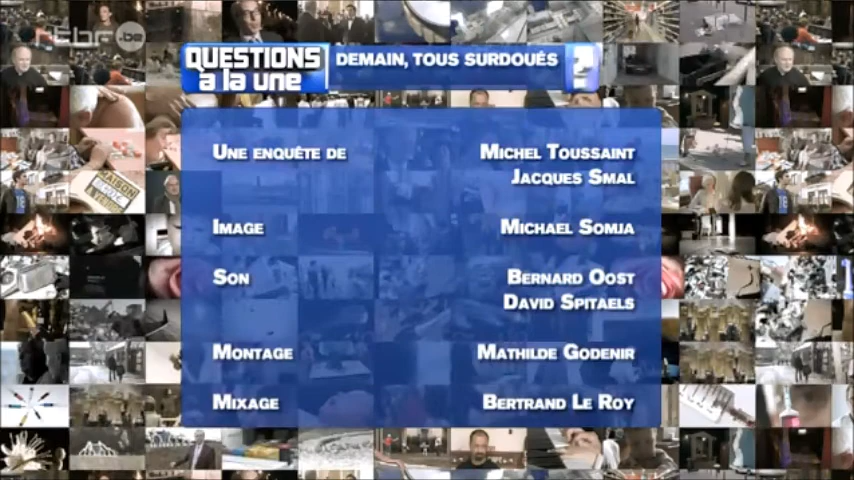 rtbf.be
QUESTIONS
à la une
DEMAIN, TOUS SURDOUÉS
?
UNE ENQUÊTE DE
MICHEL TOUSSAINT
JACQUES SMAL
IMAGE
MICHAEL SOMJA
SON
BERNARD OOST
DAVID SPITAELS
MONTAGE
MATHILDE GODENIR
MIXAGE
BERTRAND LE ROY